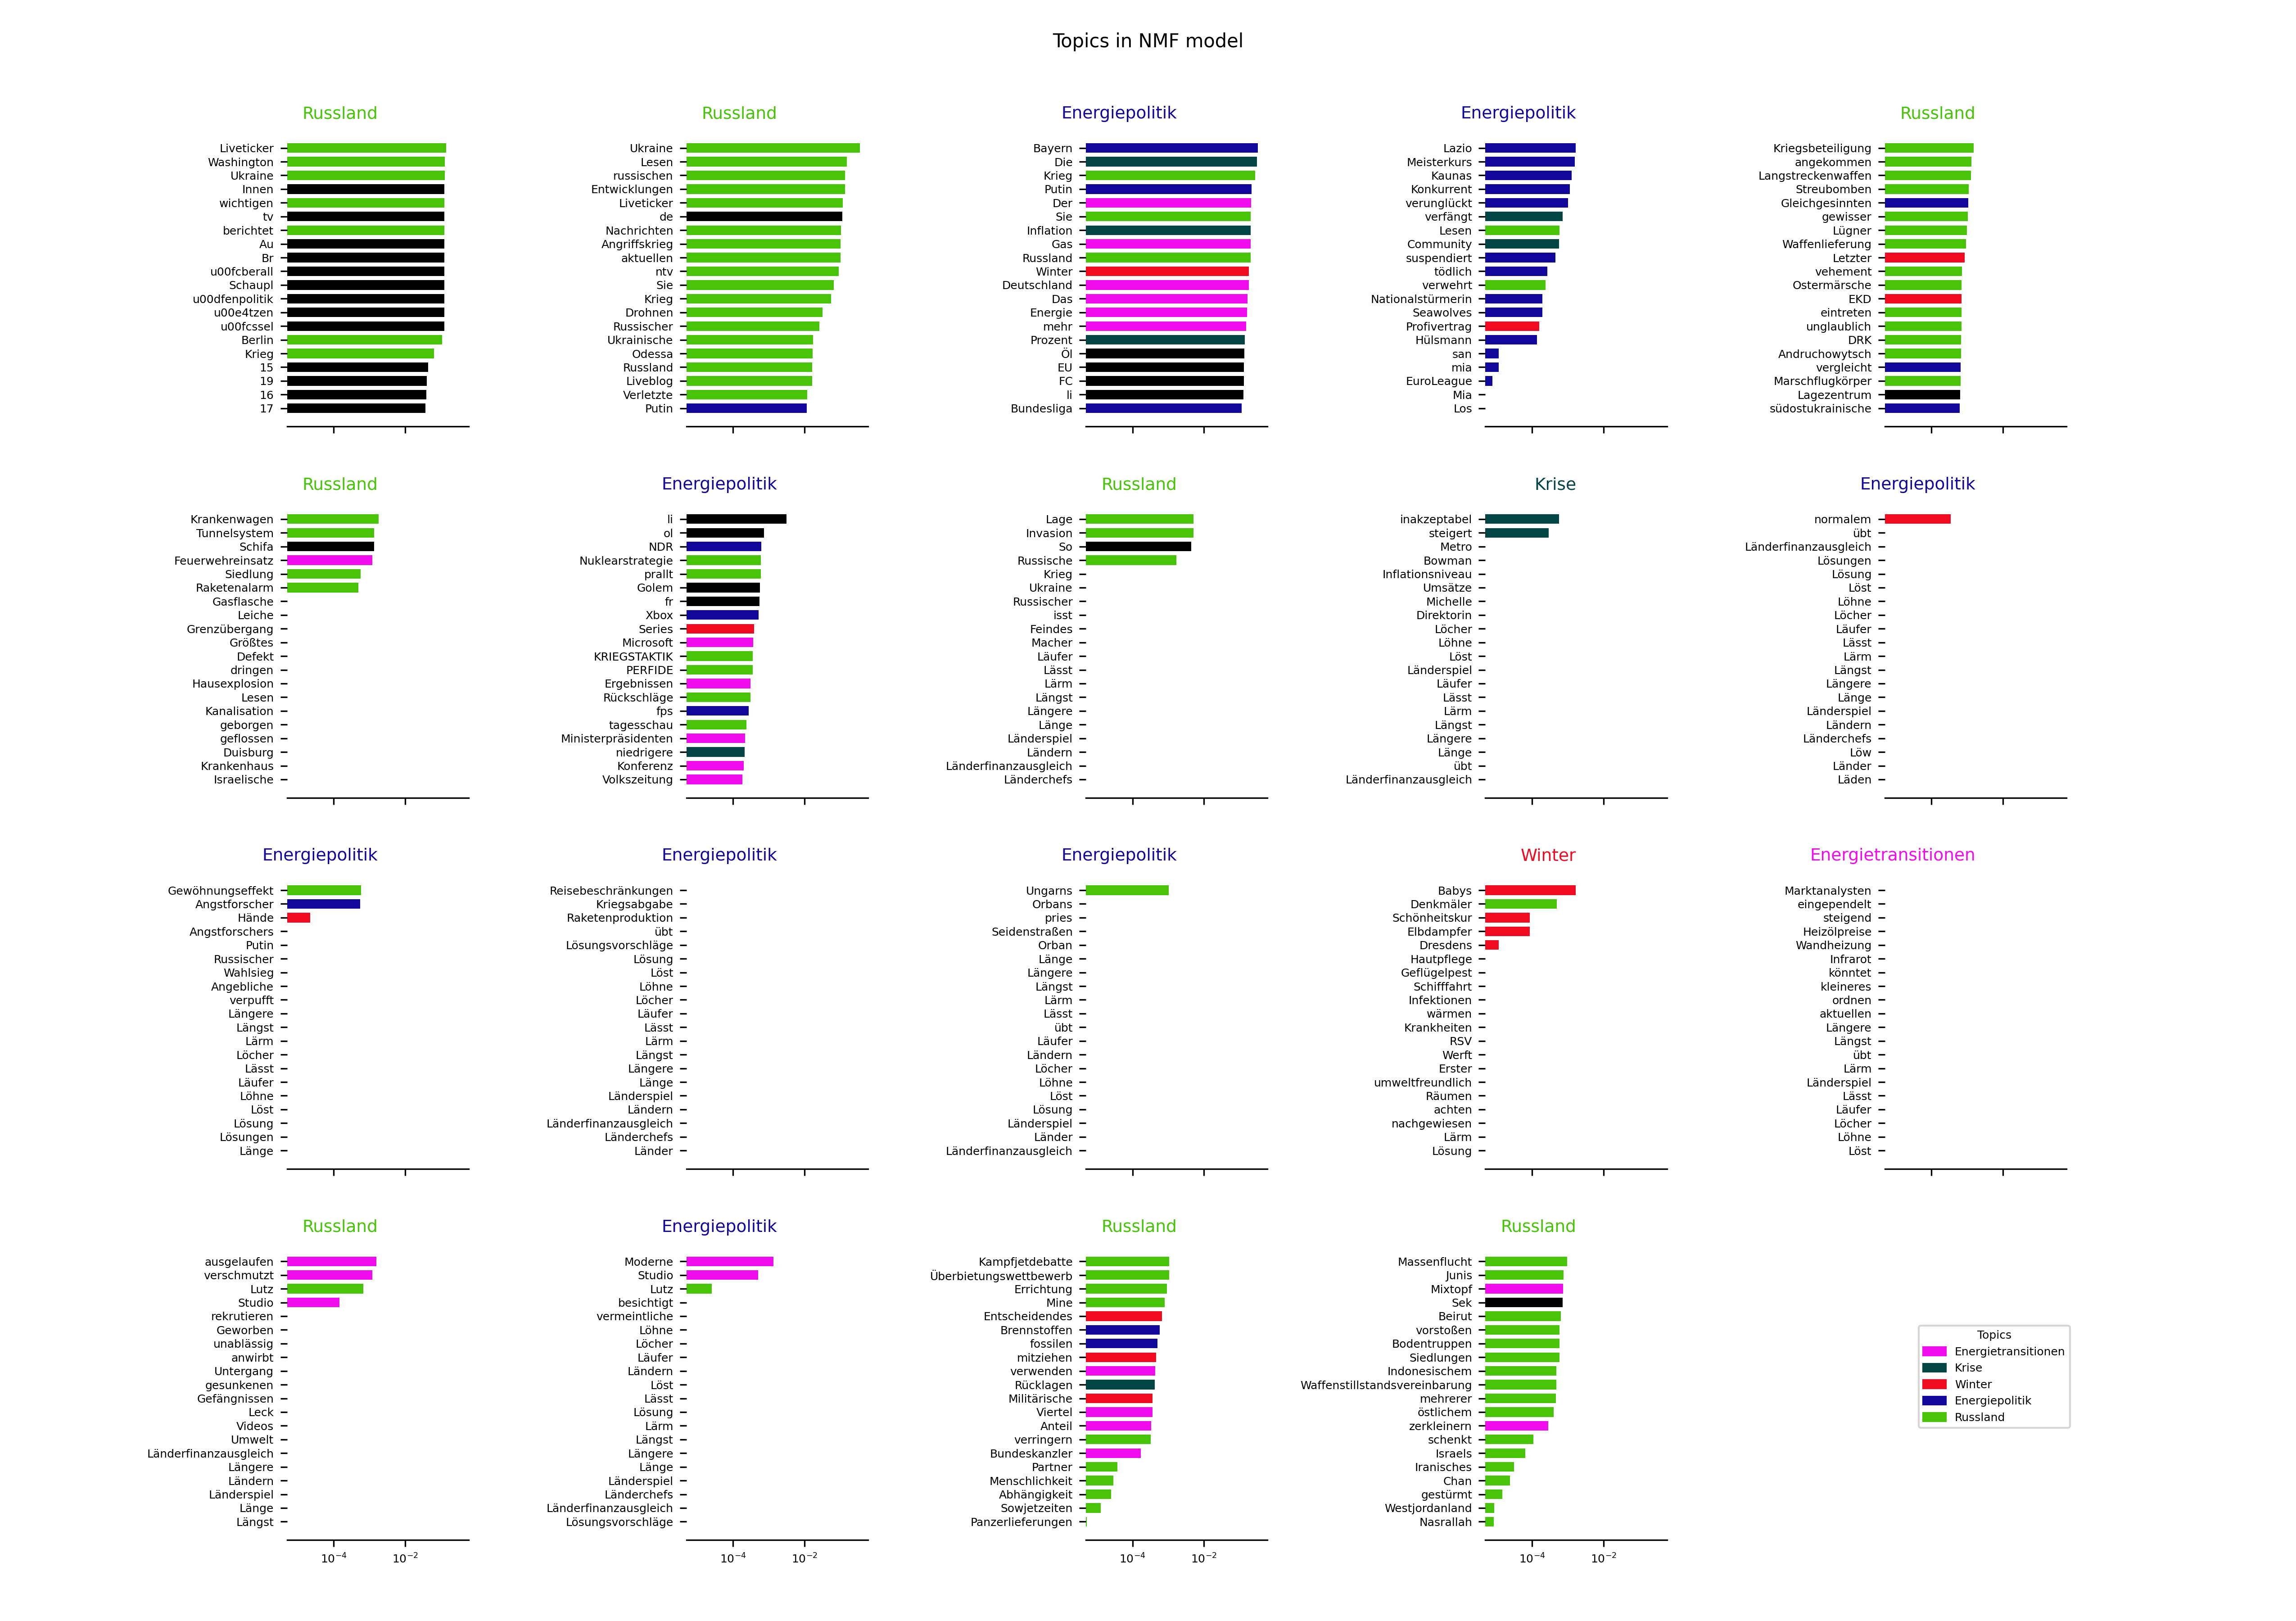 Topics in NMF model
Russland
Liveticker
Washington
Ukraine
Innen
wichtigen
tv
berichtet
Au
Br
u00fcberall
Schaupl
u00dfenpolitik
u00e4tzen
u00fcssel
Berlin
Krieg
15
19
16
17
Russland
Ukraine
Lesen
russischen
Entwicklungen
Liveticker
de
Nachrichten
Angriffskrieg
aktuellen
ntv
Sie
Krieg
Drohnen
Russischer
Ukrainische
Odessa
Russland
Liveblog
Verletzte
Putin
Energiepolitik
Bayern
Die
Krieg
Putin
Der
Sie
Inflation
Gas
Russland
Winter
Deutschland
Das
Energie
mehr
Prozent
Öl
EU
FC
li
Bundesliga
Energiepolitik
Lazio
Meisterkurs
Kaunas
Konkurrent
verunglückt
verfängt
Lesen
Community
suspendiert
tödlich
verwehrt
Nationalstürmerin
Seawolves
Profivertrag
Hülsmann
san
mia
EuroLeague
Mia
Los
Russland
Kriegsbeteiligung
angekommen
Langstreckenwaffen
Streubomben
Gleichgesinnten
gewisser
Lügner
Waffenlieferung
Letzter
vehement
Ostermärsche
EKD
eintreten
unglaublich
DRK
Andruchowytsch
vergleicht
Marschflugkörper
Lagezentrum
südostukrainische
Russland
Krankenwagen
Tunnelsystem
Schifa
Feuerwehreinsatz
Siedlung
Raketenalarm
Gasflasche
Leiche
Grenzübergang
Größtes
Defekt
dringen
Hausexplosion
Lesen
Kanalisation
geborgen
geflossen
Duisburg
Krankenhaus
Israelische
Energiepolitik
li
ol
NDR
Nuklearstrategie
prallt
Golem
fr
Xbox
Series
Microsoft
KRIEGSTAKTIK
PERFIDE
Ergebnissen
Rückschläge
fps
tagesschau
Ministerpräsidenten
niedrigere
Konferenz
Volkszeitung
Russland
Lage
Invasion
So
Russische
Krieg
Ukraine
Russischer
isst
Feindes
Macher
Läufer
Lässt
Lärm
Längst
Längere
Länge
Länderspiel
Ländern
Länderfinanzausgleich
Länderchefs
Krise
inakzeptabel
steigert
Metro
Bowman
Inflationsniveau
Umsätze
Michelle
Direktorin
Löcher
Löhne
Löst
Länderspiel
Läufer
Lässt
Lärm
Längst
Längere
Länge
übt
Länderfinanzausgleich
Energiepolitik
normalem
übt
Länderfinanzausgleich
Lösungen
Lösung
Löst
Löhne
Löcher
Läufer
Lässt
Lärm
Längst
Längere
Länge
Länderspiel
Ländern
Länderchefs
Löw
Länder
Läden
Energiepolitik
Gewöhnungseffekt
Angstforscher
Hände
Angstforschers
Putin
Russischer
Wahlsieg
Angebliche
verpufft
Längere
Längst
Lärm
Löcher
Lässt
Läufer
Löhne
Löst
Lösung
Lösungen
Länge
Energiepolitik
Reisebeschränkungen
Kriegsabgabe
Raketenproduktion
übt
Lösungsvorschläge
Lösung
Löst
Löhne
Löcher
Läufer
Lässt
Lärm
Längst
Längere
Länge
Länderspiel
Ländern
Länderfinanzausgleich
Länderchefs
Länder
Energiepolitik
Ungarns
Orbans
pries
Seidenstraßen
Orban
Länge
Längere
Längst
Lärm
Lässt
übt
Läufer
Ländern
Löcher
Löhne
Löst
Lösung
Länderspiel
Länder
Länderfinanzausgleich
Winter
Babys
Denkmäler
Schönheitskur
Elbdampfer
Dresdens
Hautpflege
Geflügelpest
Schifffahrt
Infektionen
wärmen
Krankheiten
RSV
Werft
Erster
umweltfreundlich
Räumen
achten
nachgewiesen
Lärm
Lösung
Energietransitionen
Marktanalysten
eingependelt
steigend
Heizölpreise
Wandheizung
Infrarot
könntet
kleineres
ordnen
aktuellen
Längere
Längst
übt
Lärm
Länderspiel
Lässt
Läufer
Löcher
Löhne
Löst
Russland
ausgelaufen
verschmutzt
Lutz
Studio
rekrutieren
Geworben
unablässig
anwirbt
Untergang
gesunkenen
Gefängnissen
Leck
Videos
Umwelt
Länderfinanzausgleich
Längere
Ländern
Länderspiel
Länge
Längst
10⁻⁴ 10⁻²
Energiepolitik
Moderne
Studio
Lutz
besichtigt
vermeintliche
Löhne
Löcher
Läufer
Ländern
Löst
Lässt
Lösung
Lärm
Längst
Längere
Länge
Länderspiel
Länderchefs
Länderfinanzausgleich
Lösungsvorschläge
10⁻⁴ 10⁻²
Russland
Kampfjetdebatte
Überbietungswettbewerb
Errichtung
Mine
Entscheidendes
Brennstoffen
fossilen
mitziehen
verwenden
Rücklagen
Militärische
Viertel
Anteil
verringern
Bundeskanzler
Partner
Menschlichkeit
Abhängigkeit
Sowjetzeiten
Panzerlieferungen
10⁻⁴ 10⁻²
Russland
Massenflucht
Junis
Mixtopf
Sek
Beirut
vorstoßen
Bodentruppen
Siedlungen
Indonesischem
Waffenstillstandsvereinbarung
mehrerer
östlichem
zerkleinern
schenkt
Israels
Iranisches
Chan
gestürmt
Westjordanland
Nasrallah
10⁻⁴ 10⁻²
Topics
Energietransitionen
Krise
Winter
Energiepolitik
Russland